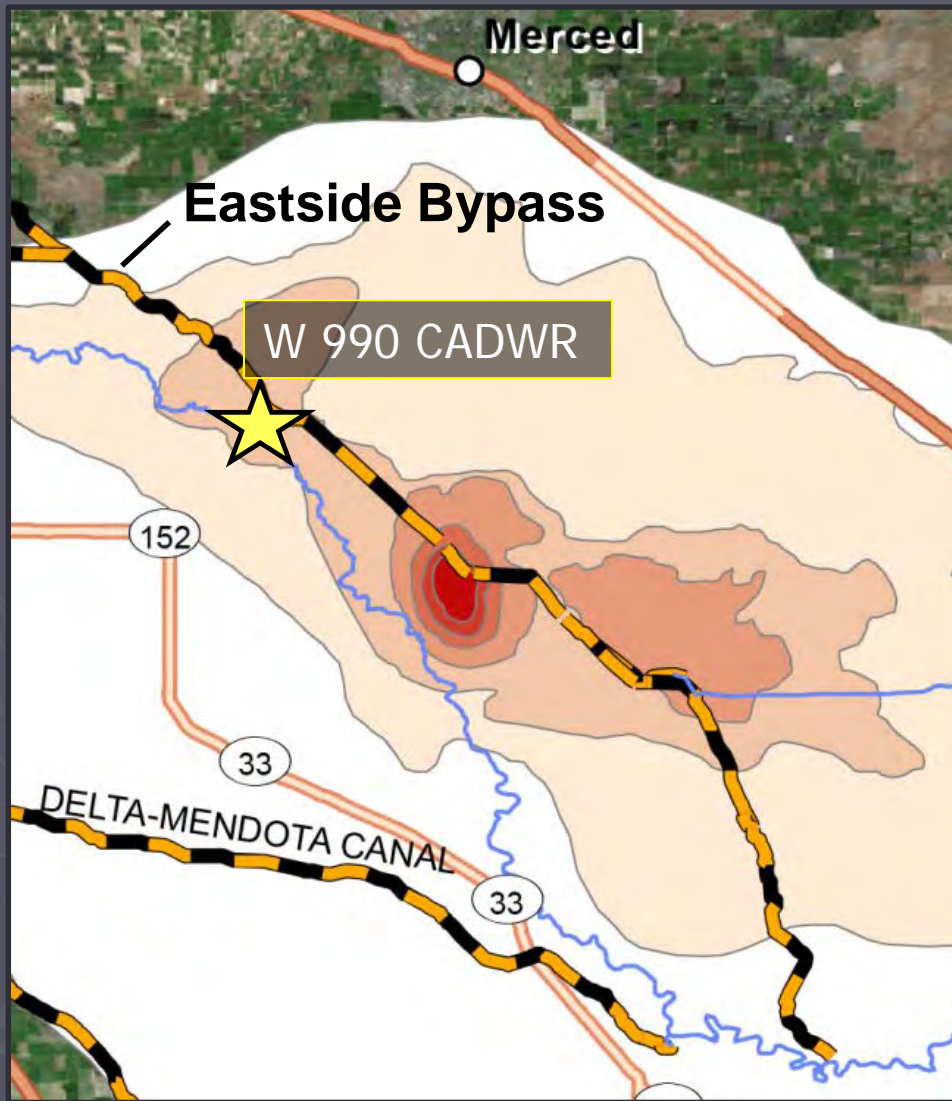 Merced
Eastside Bypass
W 990 CADWR
152
33
DELTA-MENDOTA CANAL
33